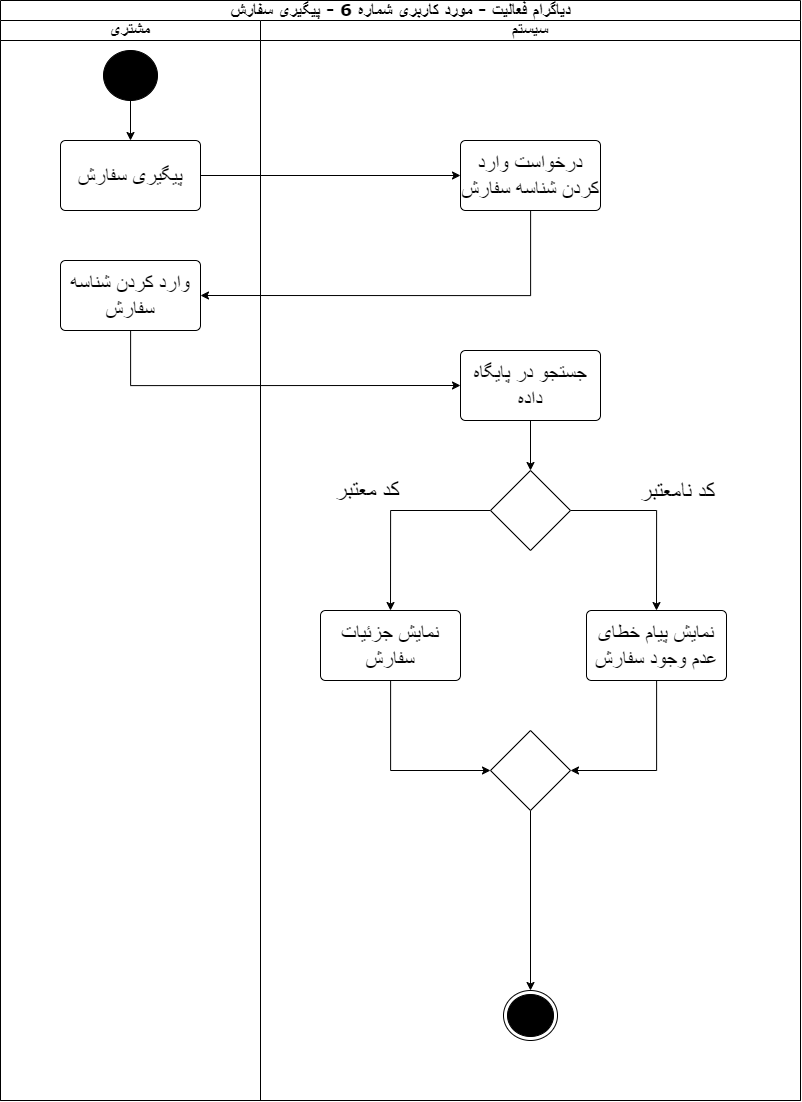 دیاگرام فعالیت - مورد کاربری شماره 6 - پیگیری سفارش
مشتری
سیستم
پیگیری سفارش
درخواست وارد
کردن شناسه سفارش
وارد کردن شناسه
سفارش
جستجو در پایگاه
داده
کد معتبر
کد نامعتبر
نمایش جزئیات
سفارش
نمایش پیام خطای
عدم وجود سفارش